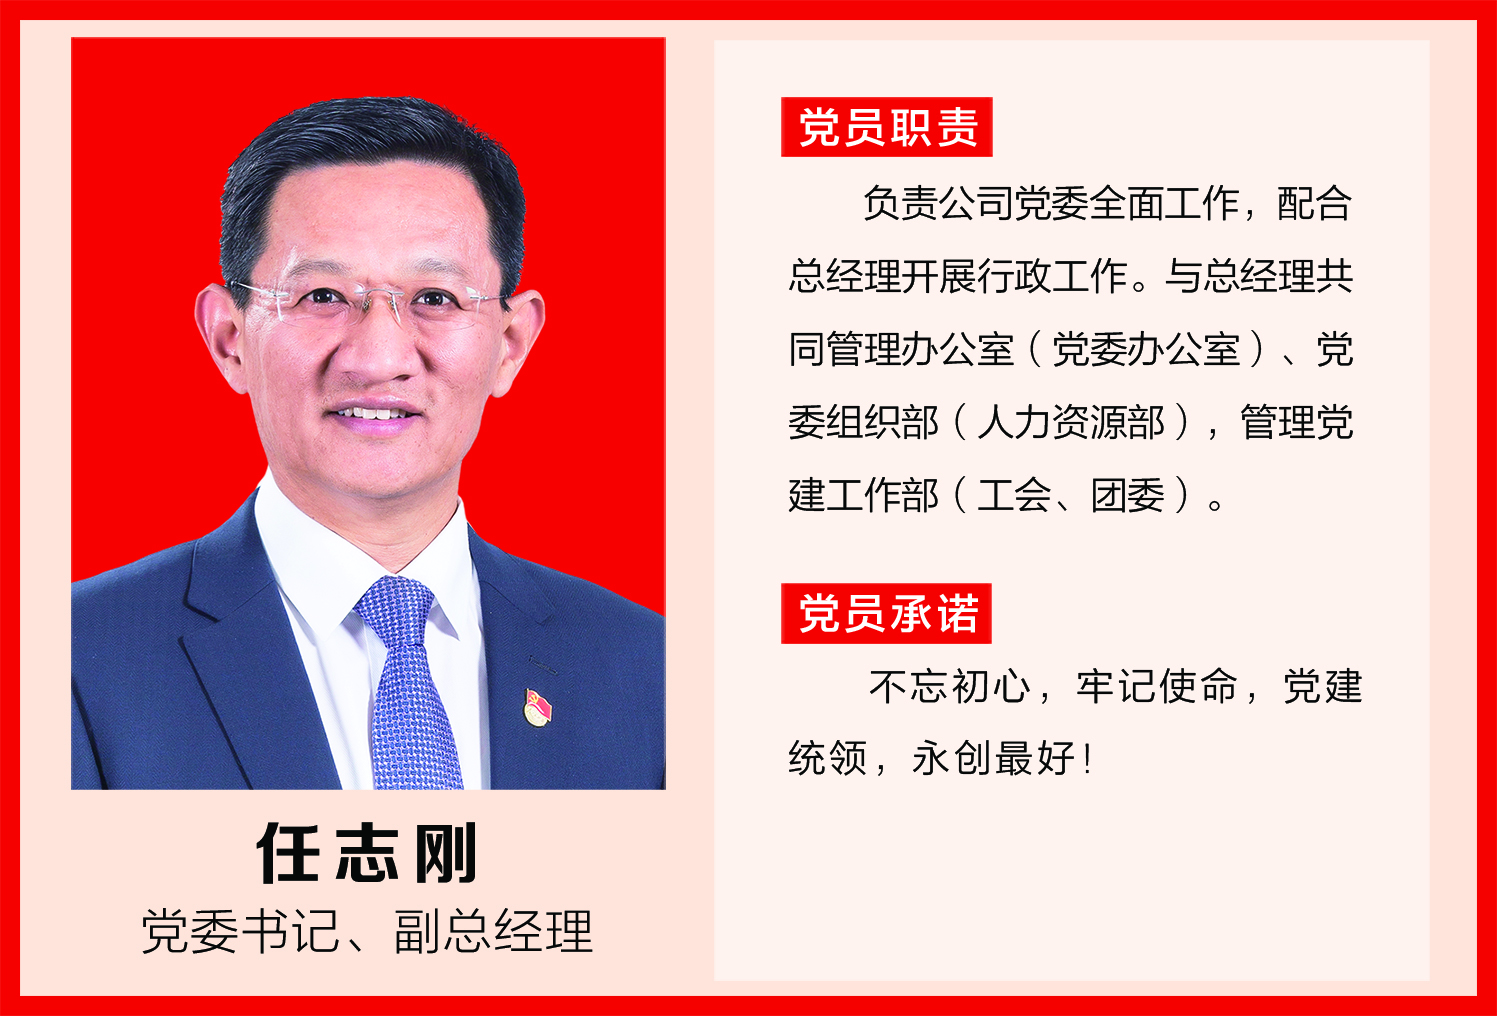 任志刚
党委书记、副总经理
党员职责
负责公司党委全面工作，配合
总经理开展行政工作。与总经理共
同管理办公室（党委办公室）、党
委组织部（人力资源部），管理党
建工作部（工会、团委）。
党员承诺
不忘初心，牢记使命，党建
统领，永创最好！